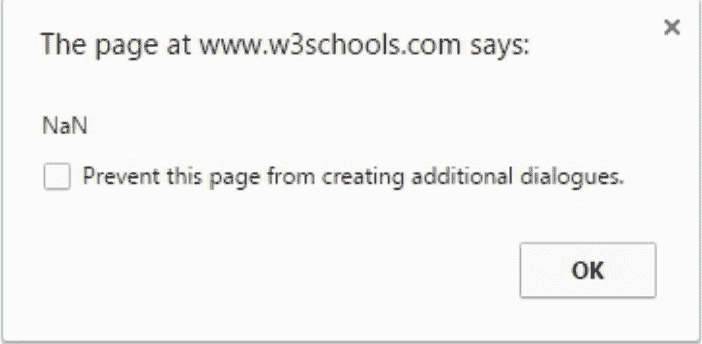 The page at www.w3schools.com says:
NaN
Prevent this page from creating additional dialogues.
OK